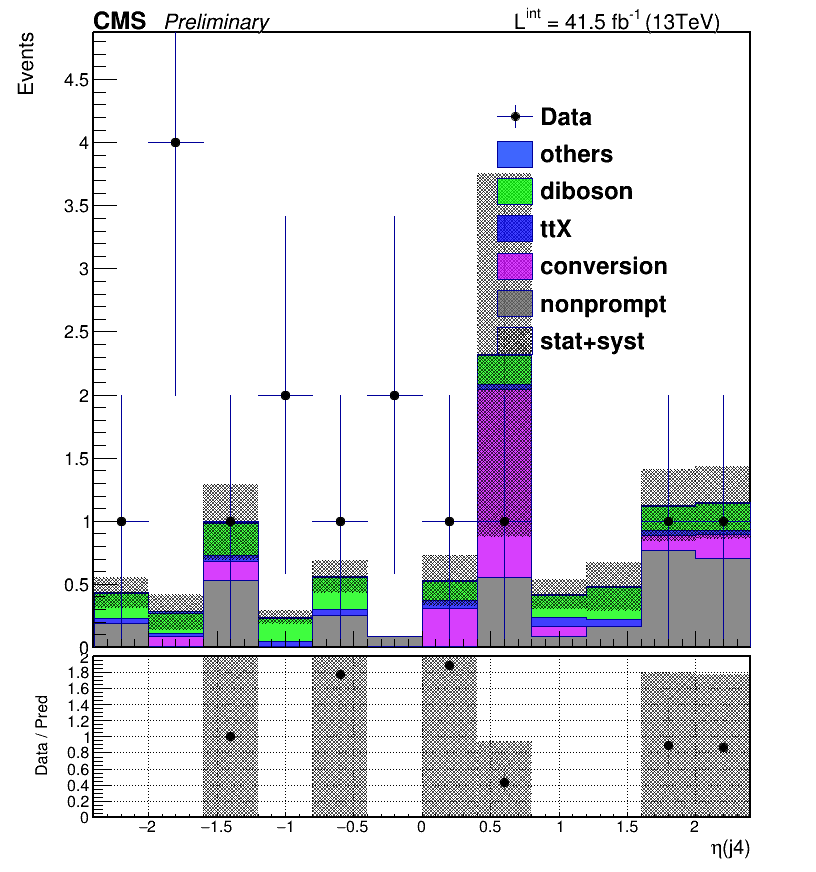 CMS Preliminary L^int = 41.5 fb^-1 (13TeV)
Events
4.5
4
3.5
3
2.5
2
1.5
1
0.5
0
Data
others
diboson
ttX
conversion
nonprompt
stat+syst
Data / Pred
2
1.8
1.6
1.4
1.2
1
0.8
0.6
0.4
0.2
0
−2 −1.5 −1 −0.5 0 0.5 1 1.5 2
η(j4)